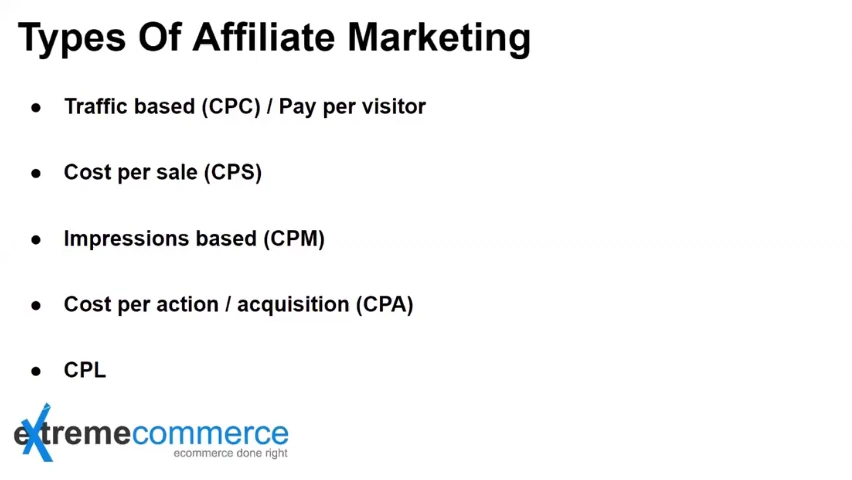 Types Of Affiliate Marketing
● Traffic based (CPC) / Pay per visitor
● Cost per sale (CPS)
● Impressions based (CPM)
● Cost per action / acquisition (CPA)
● CPL
extremecommerce
ecommerce done right